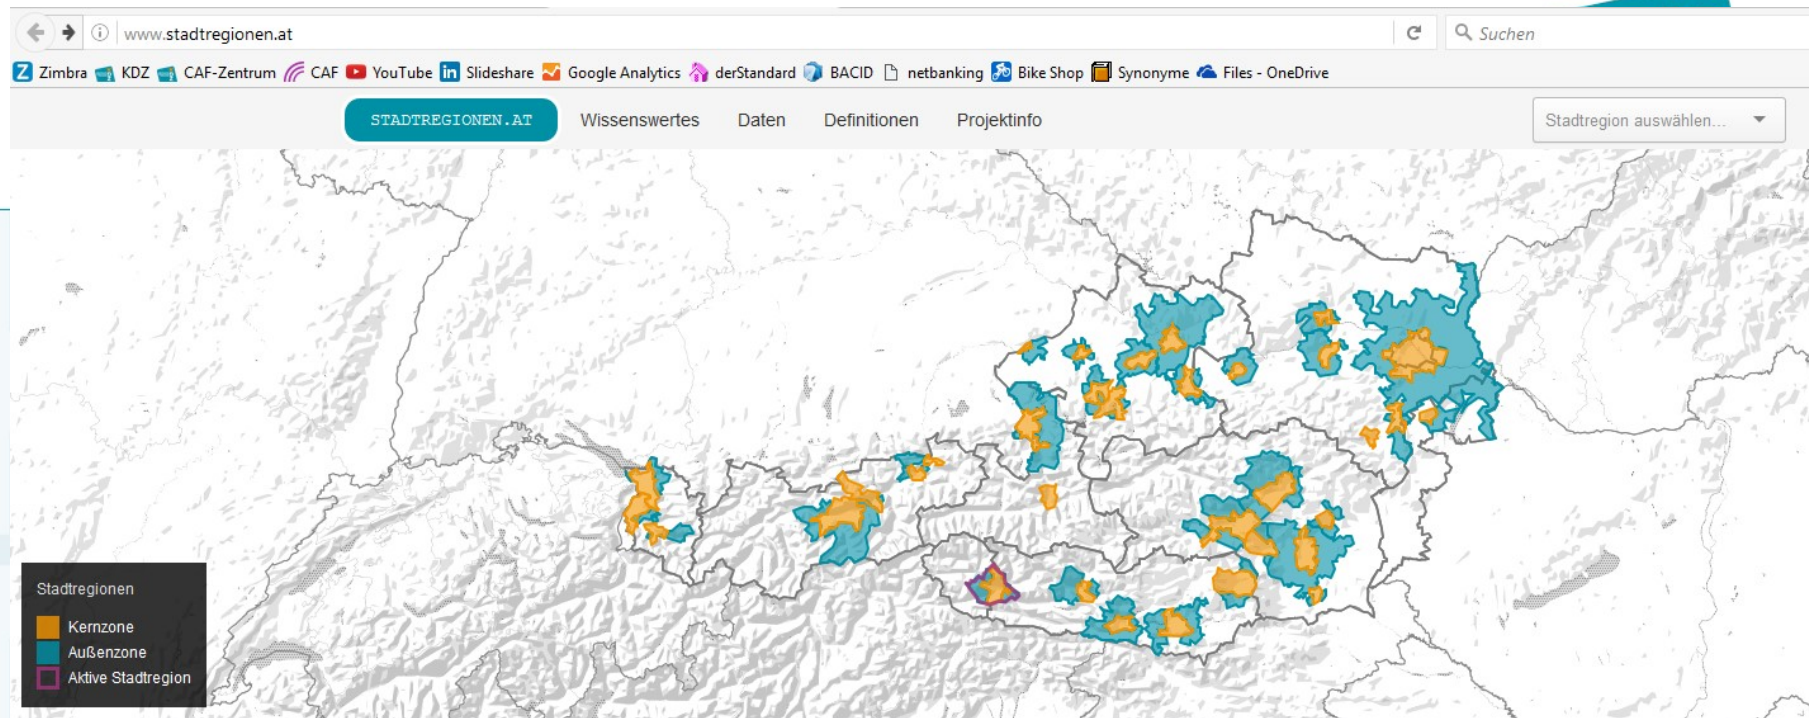 www.stadtregionen.at
Suchen
Zimbra KDZ CAF-Zentrum CAF YouTube Slideshare Google Analytics derStandard BACID netbanking Bike Shop Synonyme Files - OneDrive
STADTREGIONEN.AT Wissenswertes Daten Definitionen Projektinfo
Stadtregion auswählen...
Stadtregionen
Kernzone
Außenzone
Aktive Stadtregion